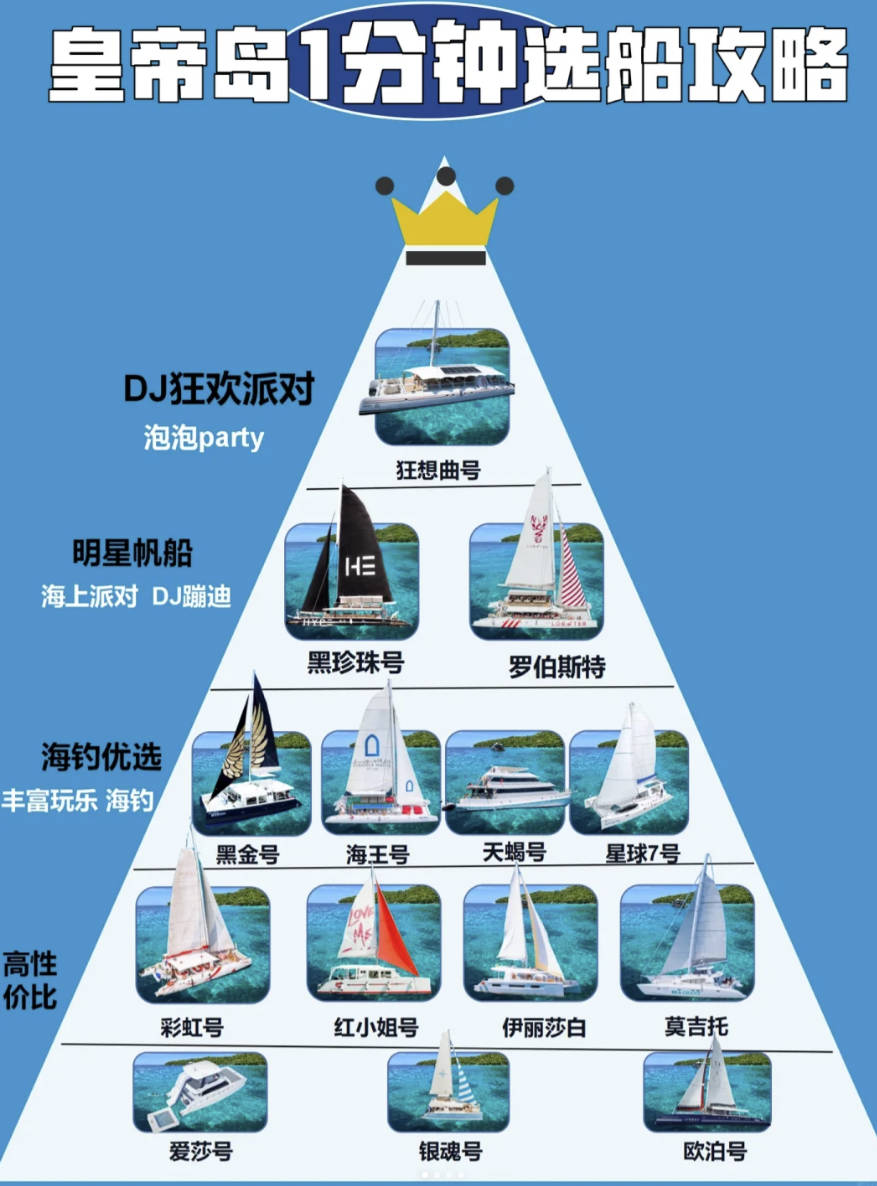 皇帝岛1分钟选船攻略
DJ狂欢派对
泡泡party
狂想曲号
明星帆船
海上派对 DJ蹦迪
HE
HYPE
LOBSTER
黑珍珠号
罗伯斯特
海钓优选
丰富玩乐 海钓
黑金号
海王号
天蝎号
星球7号
高性
价比
LOVE
ME
彩虹号
红小姐号
伊丽莎白
莫吉托
爱莎号
银魂号
欧泊号